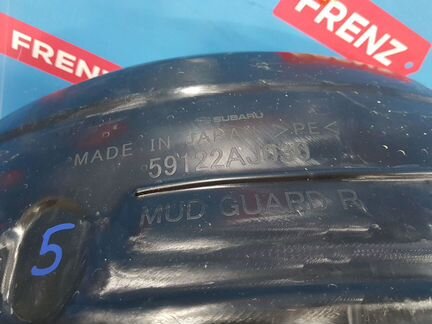 FRENZ
FRENZ
SUBARU
MADE IN JAPAN >PE<
59122AJ030
MUD GUARD R
5